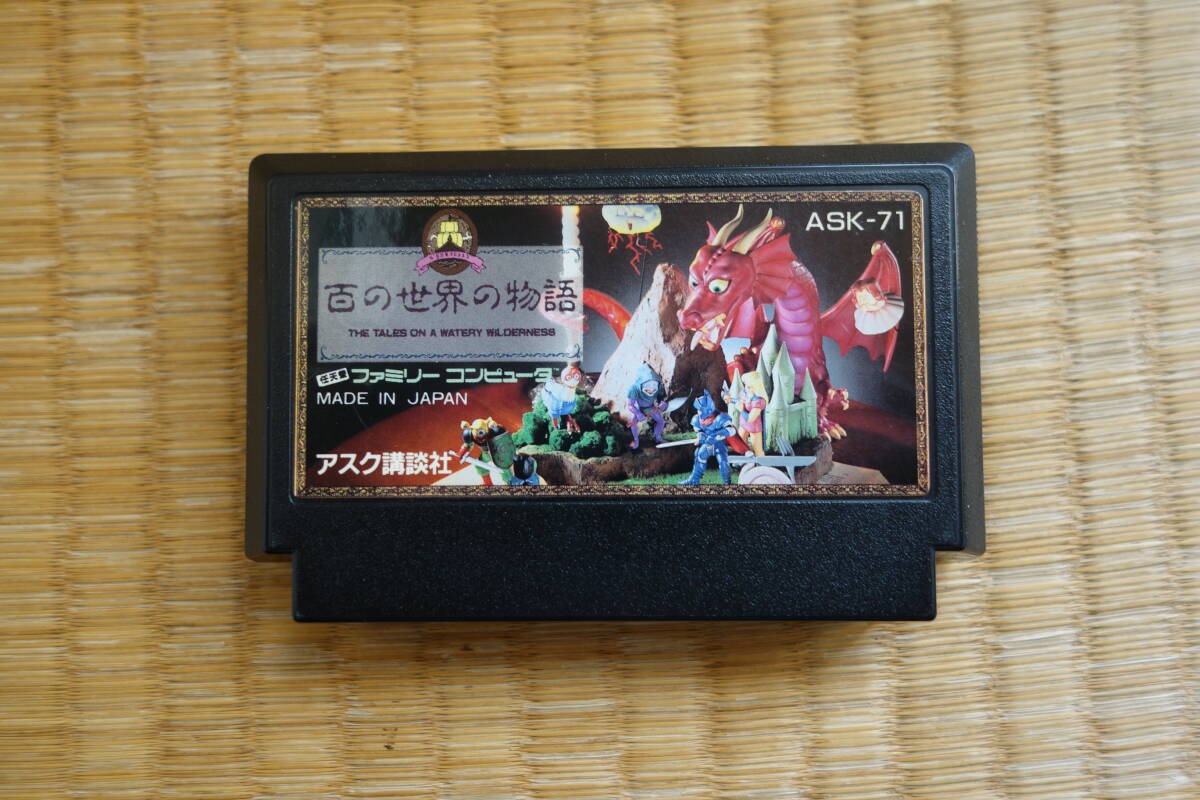 ASK-71
百の世界の物語
THE TALES ON A WATERY WILDERNESS
任天堂 ファミリー コンピュータ
MADE IN JAPAN
アスク講談社